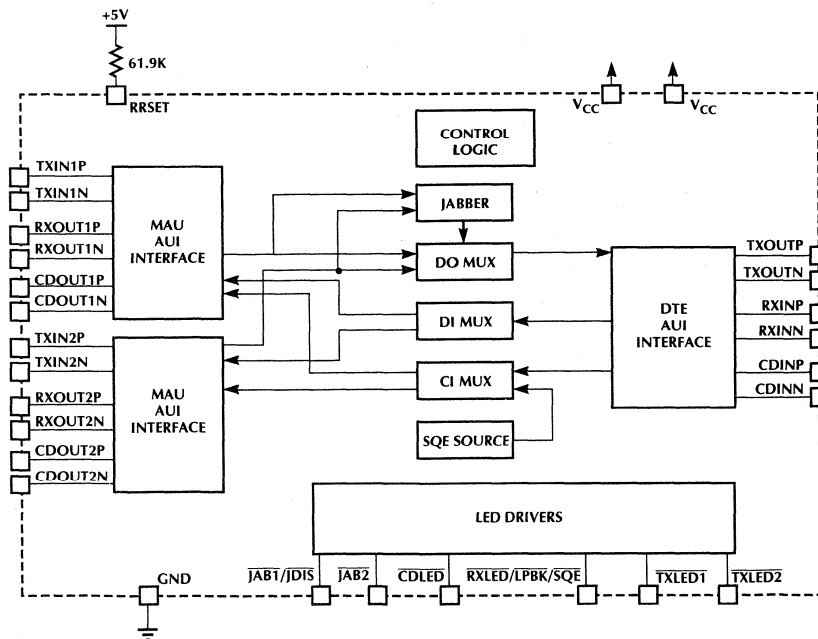 +5V
61.9K
RRSET
VCC
VCC
CONTROL
LOGIC
TXIN1P
TXIN1N
RXOUT1P
RXOUT1N
CDOUT1P
CDOUT1N
MAU
AUI
INTERFACE
JABBER
DO MUX
DI MUX
CI MUX
SQE SOURCE
DTE
AUI
INTERFACE
TXOUTP
TXOUTN
RXINP
RXINN
CDINP
CDINN
TXIN2P
TXIN2N
RXOUT2P
RXOUT2N
CDOUT2P
CDOUT2N
MAU
AUI
INTERFACE
LED DRIVERS
GND
JAB1/JDIS
JAB2
CDLED
RXLED/LPBK/SQE
TXLED1
TXLED2